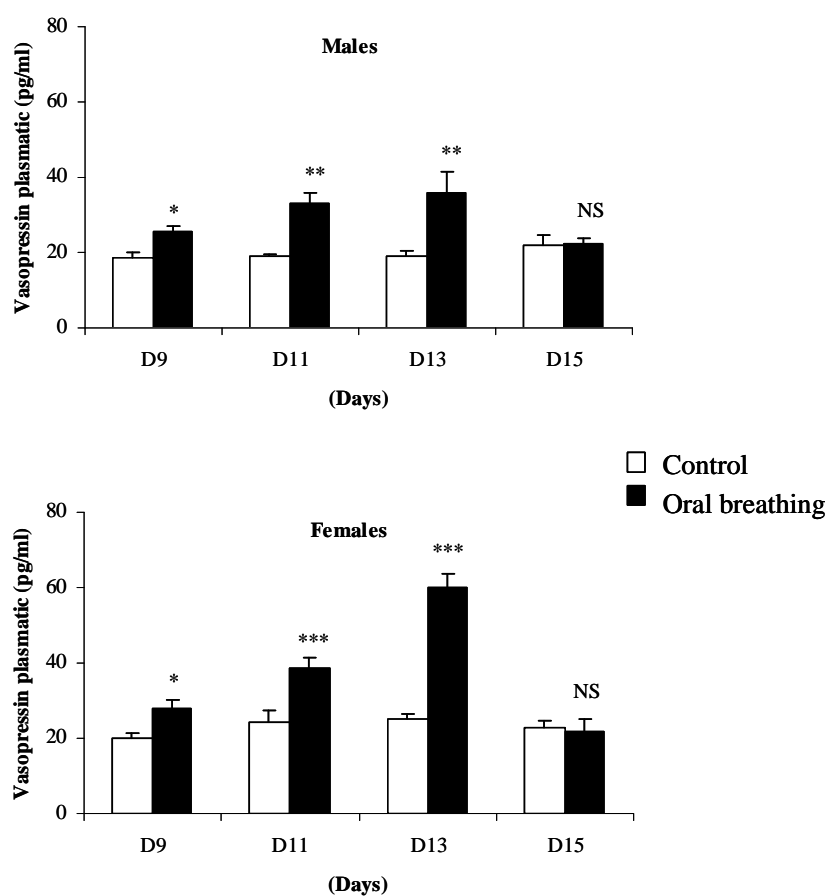 Males
Vasopressin plasmatic (pg/ml)
80
60
40
20
0
*
**
**
NS
D9 D11 D13 D15
(Days)
Control
Oral breathing
Females
Vasopressin plasmatic (pg/ml)
80
60
40
20
0
*
***
***
NS
D9 D11 D13 D15
(Days)